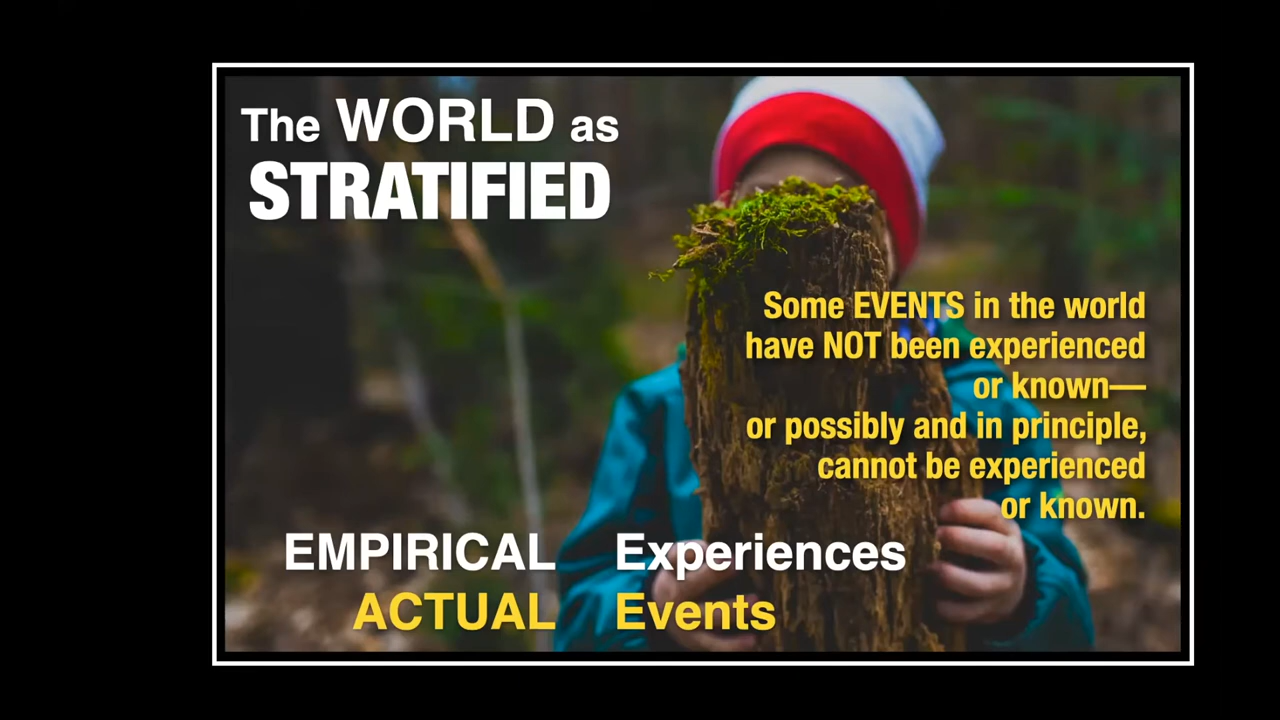 The WORLD as
STRATIFIED
Some EVENTS in the world
have NOT been experienced
or known—
or possibly and in principle,
cannot be experienced
or known.
EMPIRICAL Experiences
ACTUAL Events